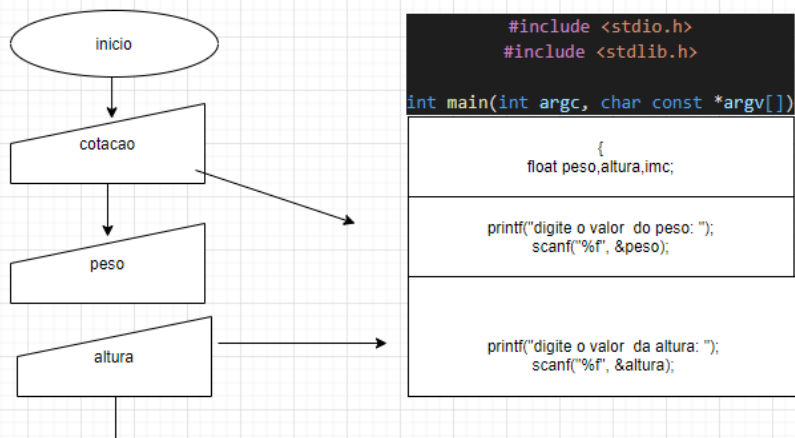 inicio
cotacao
peso
altura
#include <stdio.h>
#include <stdlib.h>
int main(int argc, char const *argv[])
{
float peso,altura,imc;
printf("digite o valor do peso: ");
scanf("%f", &peso);
printf("digite o valor da altura: ");
scanf("%f", &altura);